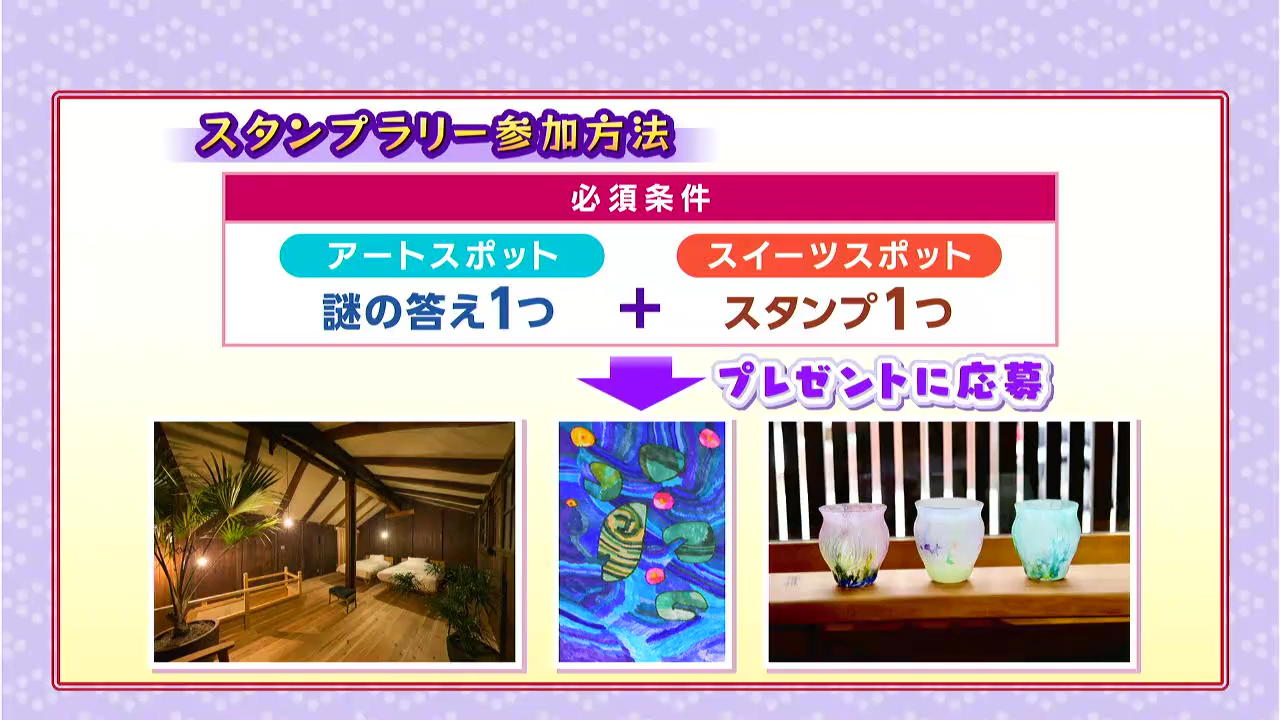 スタンプラリー参加方法
必須条件
アートスポット
スイーツスポット
謎の答え1つ
+
スタンプ1つ
プレゼントに応募